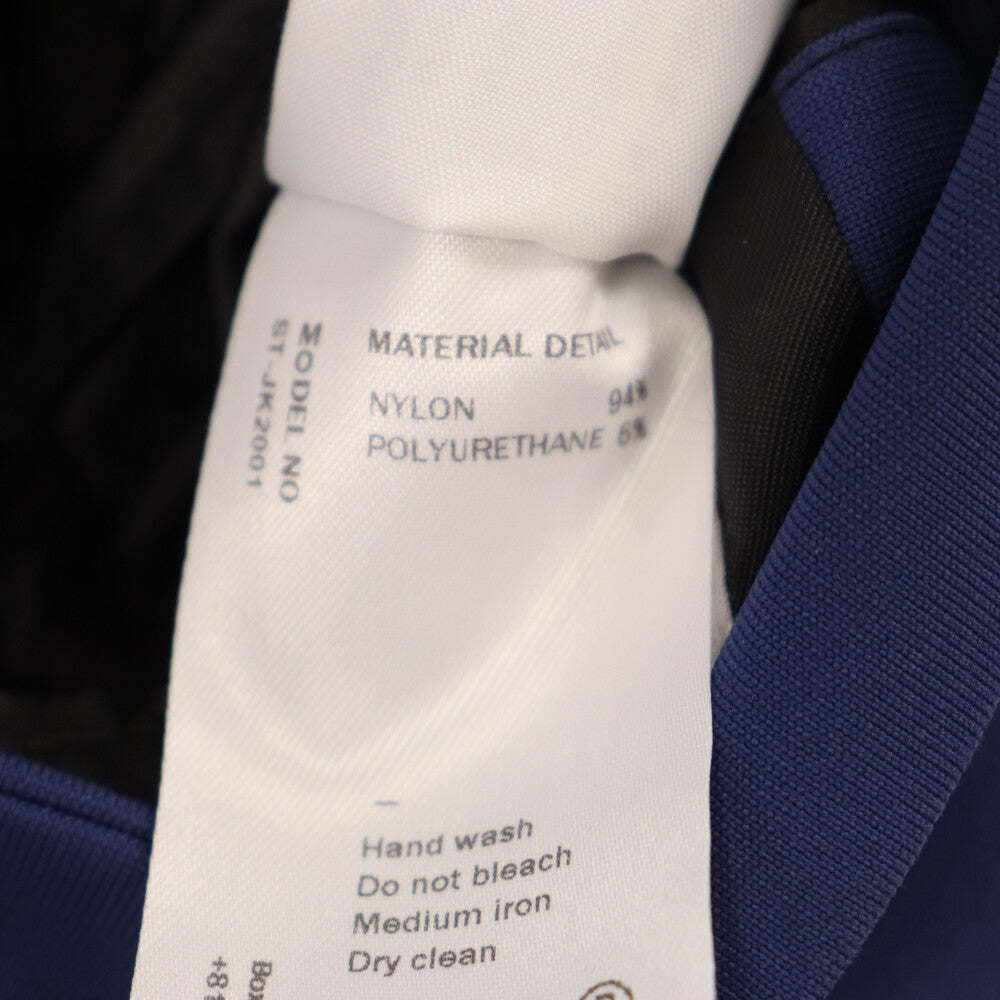 MATERIAL DETAIL
NYLON 94%
POLYURETHANE 6%
MODEL NO
ST-JK2001
Hand wash
Do not bleach
Medium iron
Dry clean